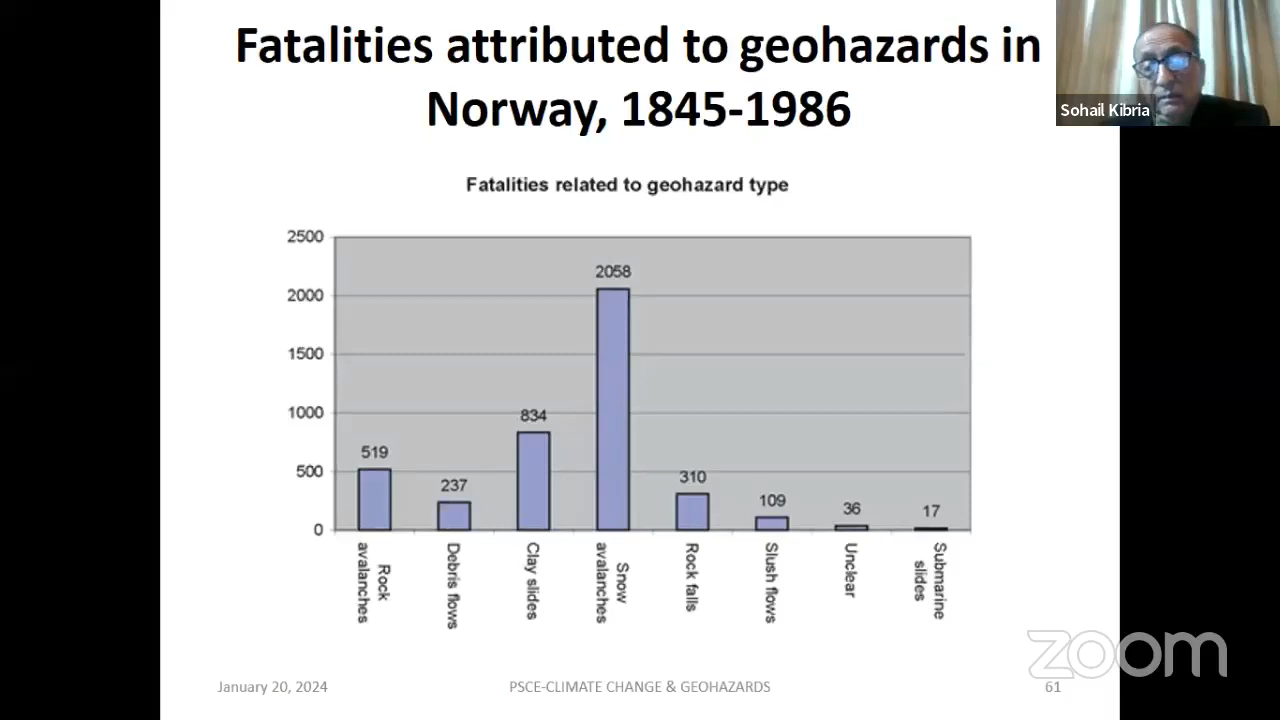 Fatalities attributed to geohazards in
Norway, 1845-1986
Sohail Kibria
Fatalities related to geohazard type
2500
2000
1500
1000
500
0
519
237
834
2058
310
109
36
17
Rock
avalanches
Debris flows
Clay slides
Snow
avalanches
Rock falls
Slush flows
Unclear
Submarine
slides
zoom
January 20, 2024
PSCE-CLIMATE CHANGE & GEOHAZARDS
61